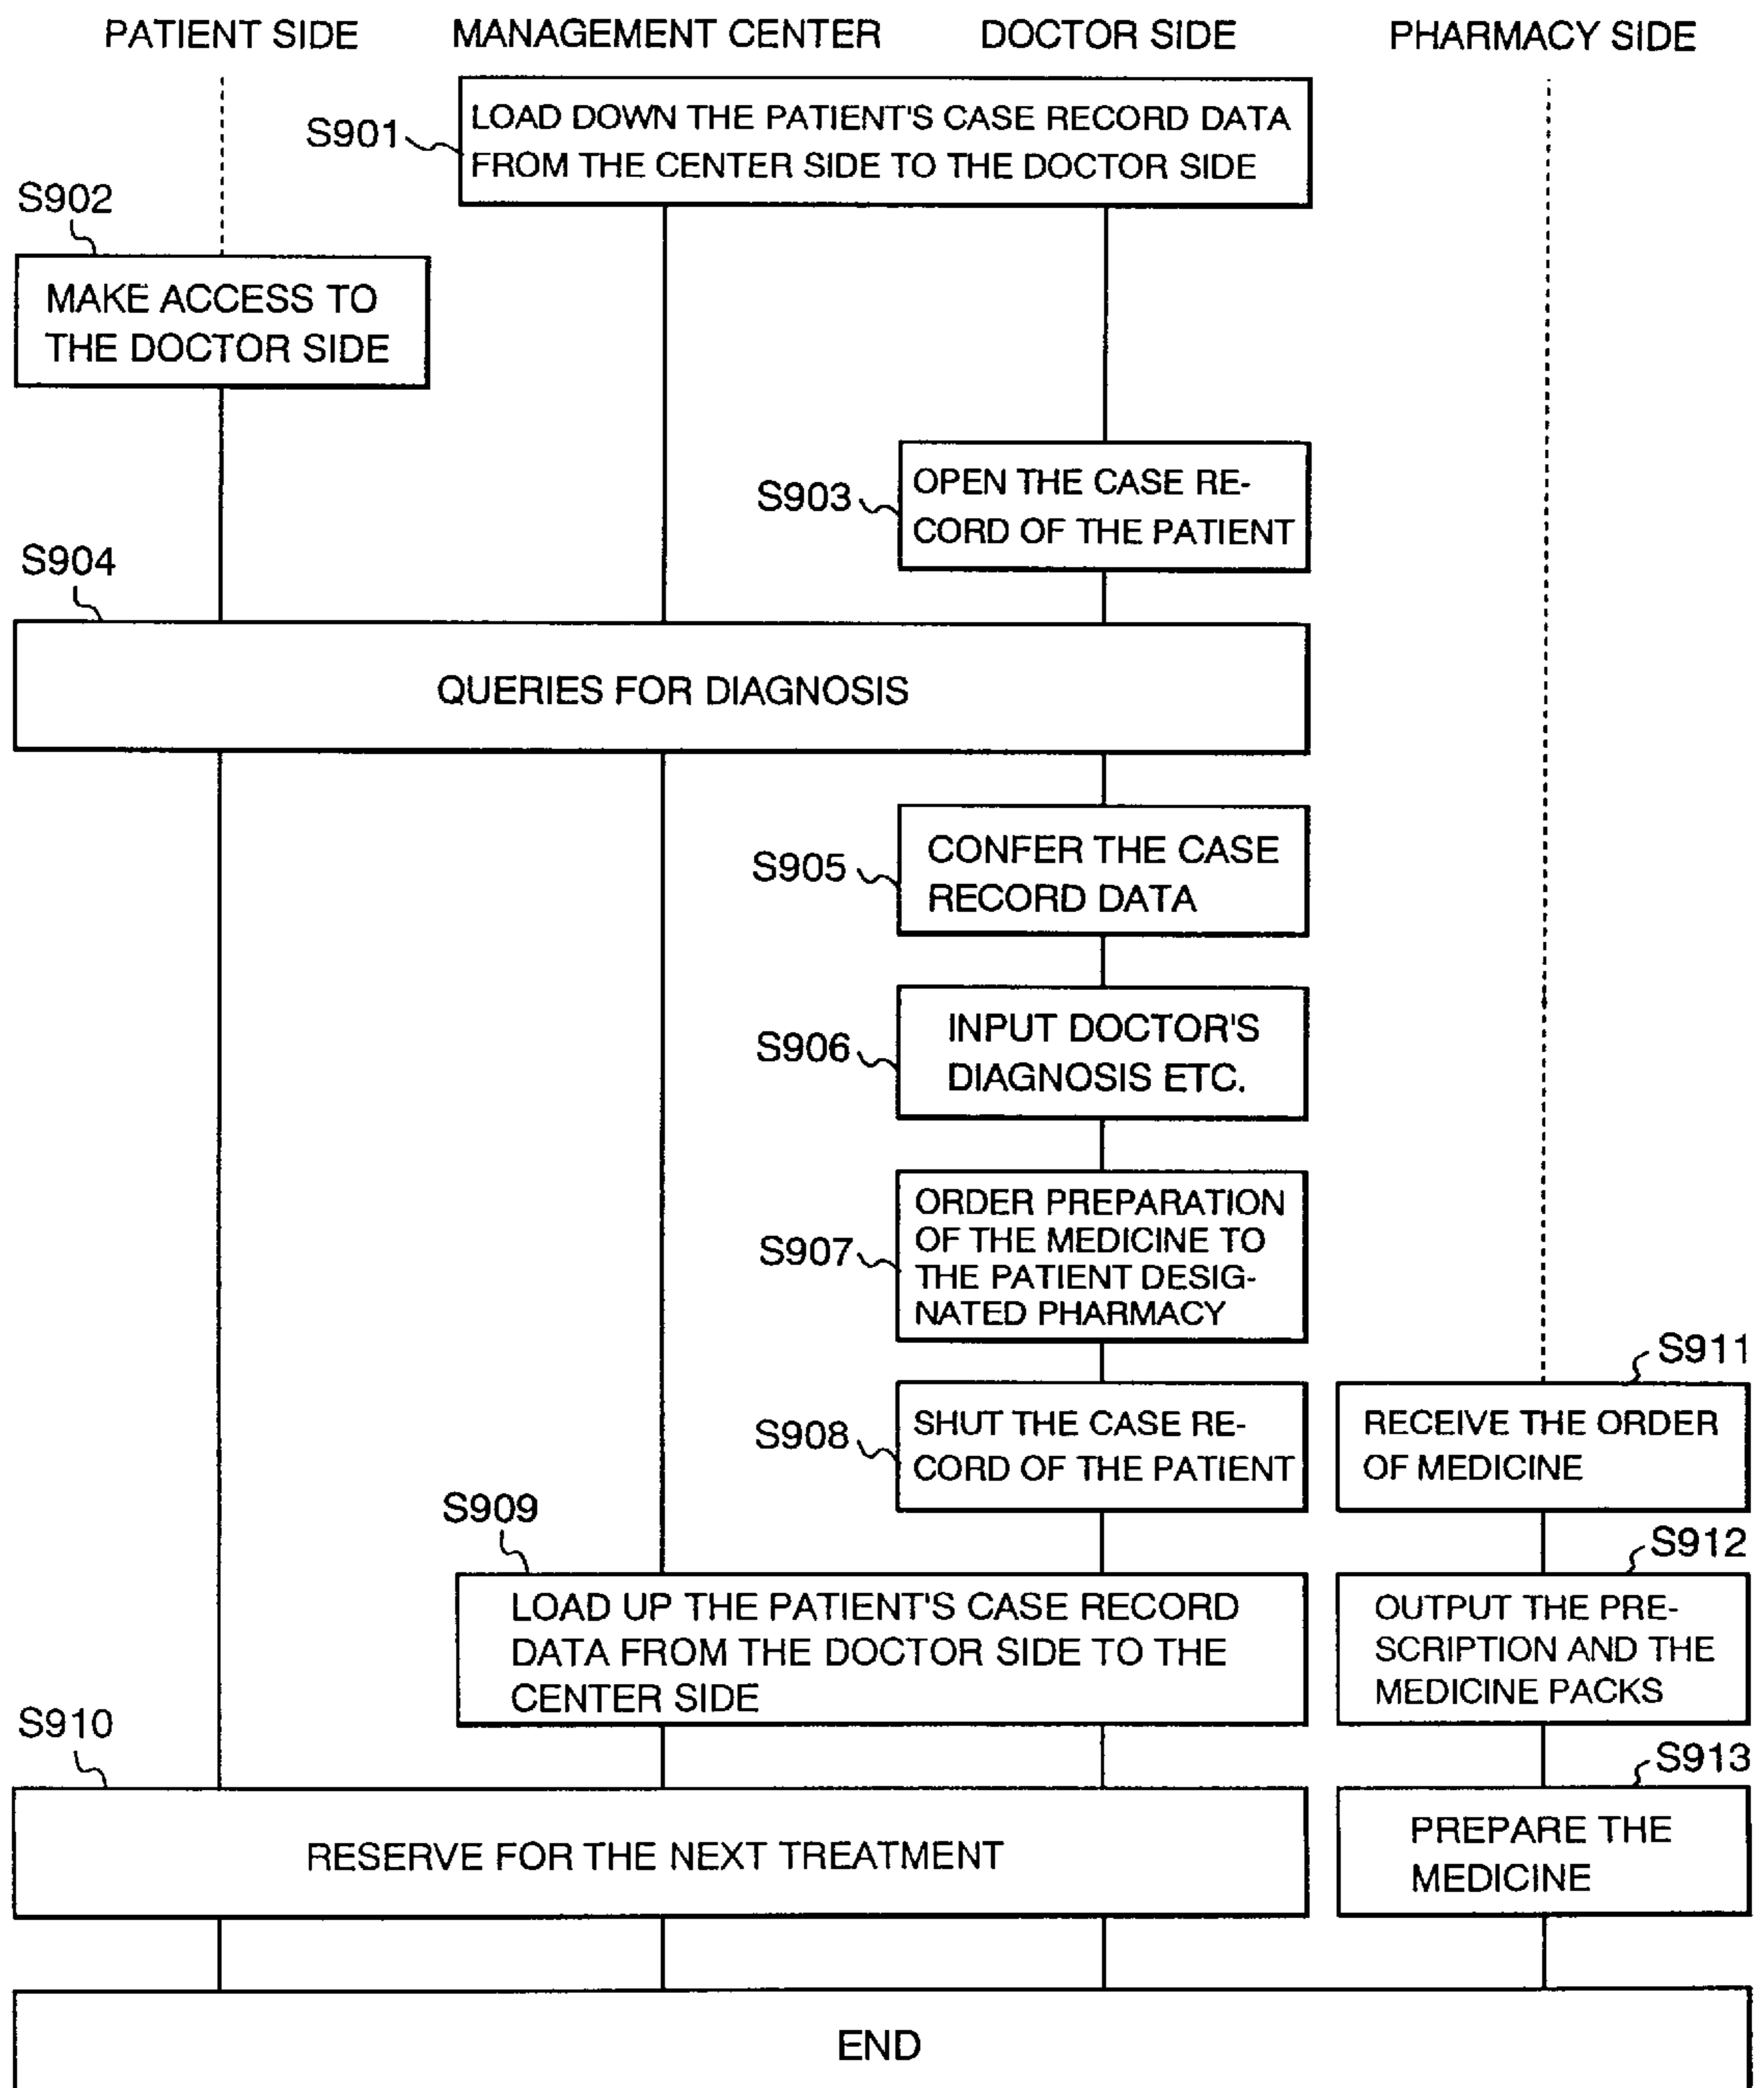 PATIENT SIDE
MANAGEMENT CENTER
DOCTOR SIDE
PHARMACY SIDE
S901
LOAD DOWN THE PATIENT'S CASE RECORD DATA
FROM THE CENTER SIDE TO THE DOCTOR SIDE
S902
MAKE ACCESS TO
THE DOCTOR SIDE
S903
OPEN THE CASE RE-
CORD OF THE PATIENT
S904
QUERIES FOR DIAGNOSIS
S905
CONFER THE CASE
RECORD DATA
S906
INPUT DOCTOR'S
DIAGNOSIS ETC.
S907
ORDER PREPARATION
OF THE MEDICINE TO
THE PATIENT DESIG-
NATED PHARMACY
S908
SHUT THE CASE RE-
CORD OF THE PATIENT
S911
RECEIVE THE ORDER
OF MEDICINE
S909
LOAD UP THE PATIENT'S CASE RECORD
DATA FROM THE DOCTOR SIDE TO THE
CENTER SIDE
S912
OUTPUT THE PRE-
SCRIPTION AND THE
MEDICINE PACKS
S910
RESERVE FOR THE NEXT TREATMENT
S913
PREPARE THE
MEDICINE
END